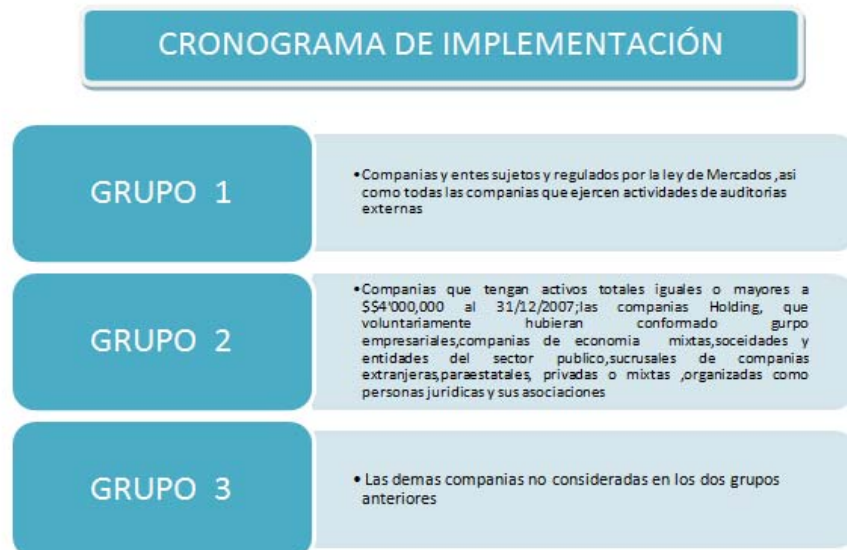 CRONOGRAMA DE IMPLEMENTACIÓN
GRUPO 1
•Companias y entes sujetos y regulados por la ley de Mercados ,asi
como todas las companias que ejercen actividades de auditorias
externas
GRUPO 2
•Companias que tengan activos totales iguales o mayores a
S$4'000,000 al 31/12/2007;las companias Holding, que
voluntariamente hubieran conformado gurpo
empresariales,companias de economia mixtas,soceidades y
entidades del sector publico,sucrusales de companias
extranjeras,paraestatales, privadas o mixtas ,organizadas como
personas juridicas y sus asociaciones
GRUPO 3
• Las demas companias no consideradas en los dos grupos
anteriores